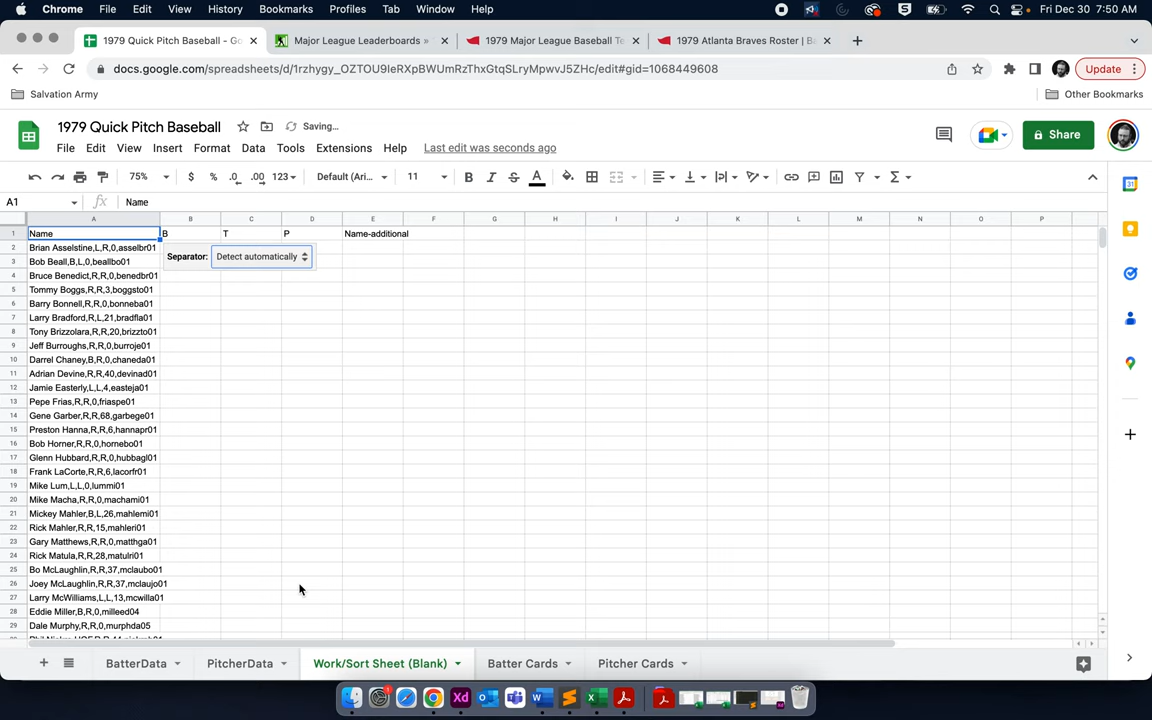 Chrome File Edit View History Bookmarks Profiles Tab Window Help Fri Dec 30 7:50 AM
1979 Quick Pitch Baseball - Go Major League Leaderboards » 1979 Major League Baseball Te 1979 Atlanta Braves Roster | Ba
docs.google.com/spreadsheets/d/1rzhygy_OZTOU9IeRXpBWUmRzThxGtqSLryMpwvJ5ZHc/edit#gid=1068449608 Update
Salvation Army Other Bookmarks
1979 Quick Pitch Baseball Saving... Share
File Edit View Insert Format Data Tools Extensions Help Last edit was seconds ago
75% $ % .0 .00 123 Default (Ari... 11 B I S A
A1 fx Name
A B C D E F G H I J K L M N O P
1 Name B T P Name-additional
2 Brian Asselstine,L,R,0,asselbr01 Separator: Detect automatically
3 Bob Beall,B,L,0,beallbo01
4 Bruce Benedict,R,R,0,benedbr01
5 Tommy Boggs,R,R,3,boggsto01
6 Barry Bonnell,R,R,0,bonneba01
7 Larry Bradford,R,L,21,bradfla01
8 Tony Brizzolara,R,R,20,brizzto01
9 Jeff Burroughs,R,R,0,burroje01
10 Darrel Chaney,B,R,0,chaneda01
11 Adrian Devine,R,R,40,devinad01
12 Jamie Easterly,L,L,4,easteja01
13 Pepe Frias,R,R,0,friaspe01
14 Gene Garber,R,R,68,garbege01
15 Preston Hanna,R,R,6,hannapr01
16 Bob Horner,R,R,0,hornebo01
17 Glenn Hubbard,R,R,0,hubbagl01
18 Frank LaCorte,R,R,6,lacorfr01
19 Mike Lum,L,L,0,lummi01
20 Mike Macha,R,R,0,machami01
21 Mickey Mahler,B,L,26,mahlemi01
22 Rick Mahler,R,R,15,mahleri01
23 Gary Matthews,R,R,0,matthga01
24 Rick Matula,R,R,28,matulri01
25 Bo McLaughlin,R,R,37,mclaubo01
26 Joey McLaughlin,R,R,37,mclaujo01
27 Larry McWilliams,L,L,13,mcwilla01
28 Eddie Miller,B,R,0,milleed04
29 Dale Murphy,R,R,0,murphda05
BatterData PitcherData Work/Sort Sheet (Blank) Batter Cards Pitcher Cards